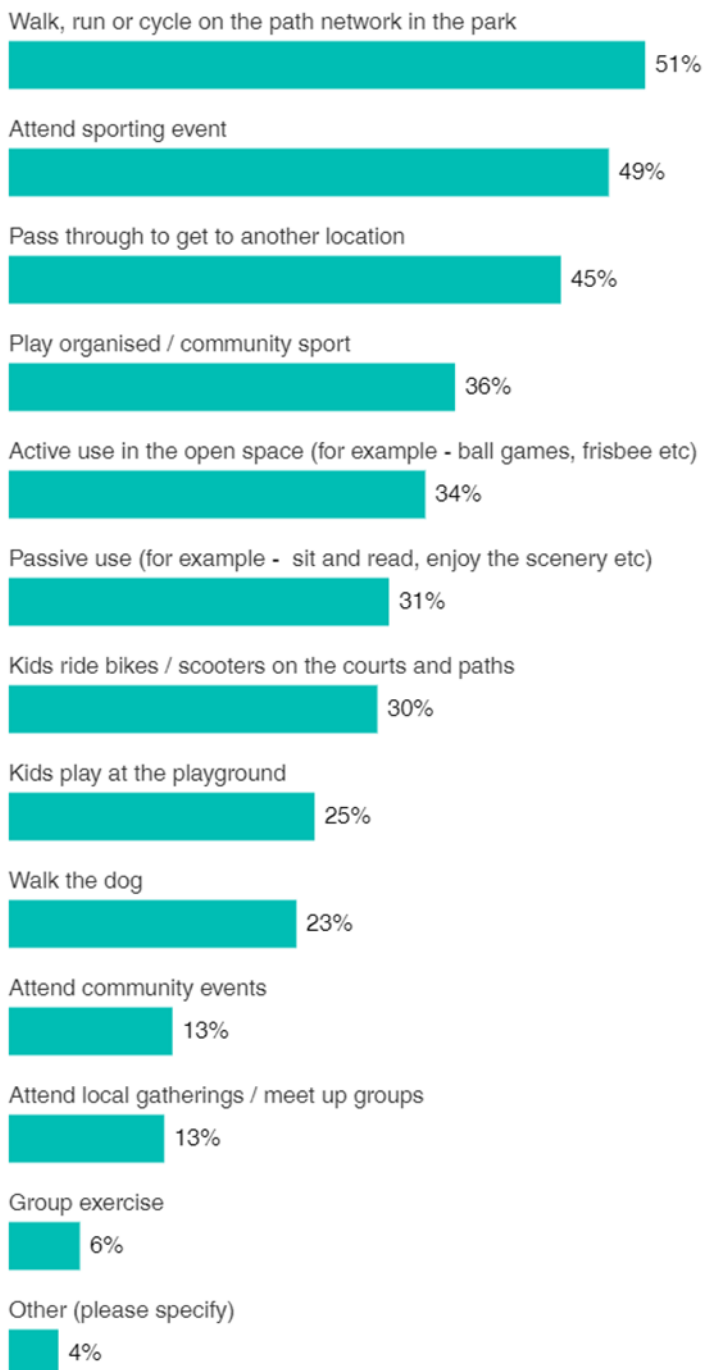 Walk, run or cycle on the path network in the park
51%
Attend sporting event
49%
Pass through to get to another location
45%
Play organised / community sport
36%
Active use in the open space (for example - ball games, frisbee etc)
34%
Passive use (for example -  sit and read, enjoy the scenery etc)
31%
Kids ride bikes / scooters on the courts and paths
30%
Kids play at the playground
25%
Walk the dog
23%
Attend community events
13%
Attend local gatherings / meet up groups
13%
Group exercise
6%
Other (please specify)
4%